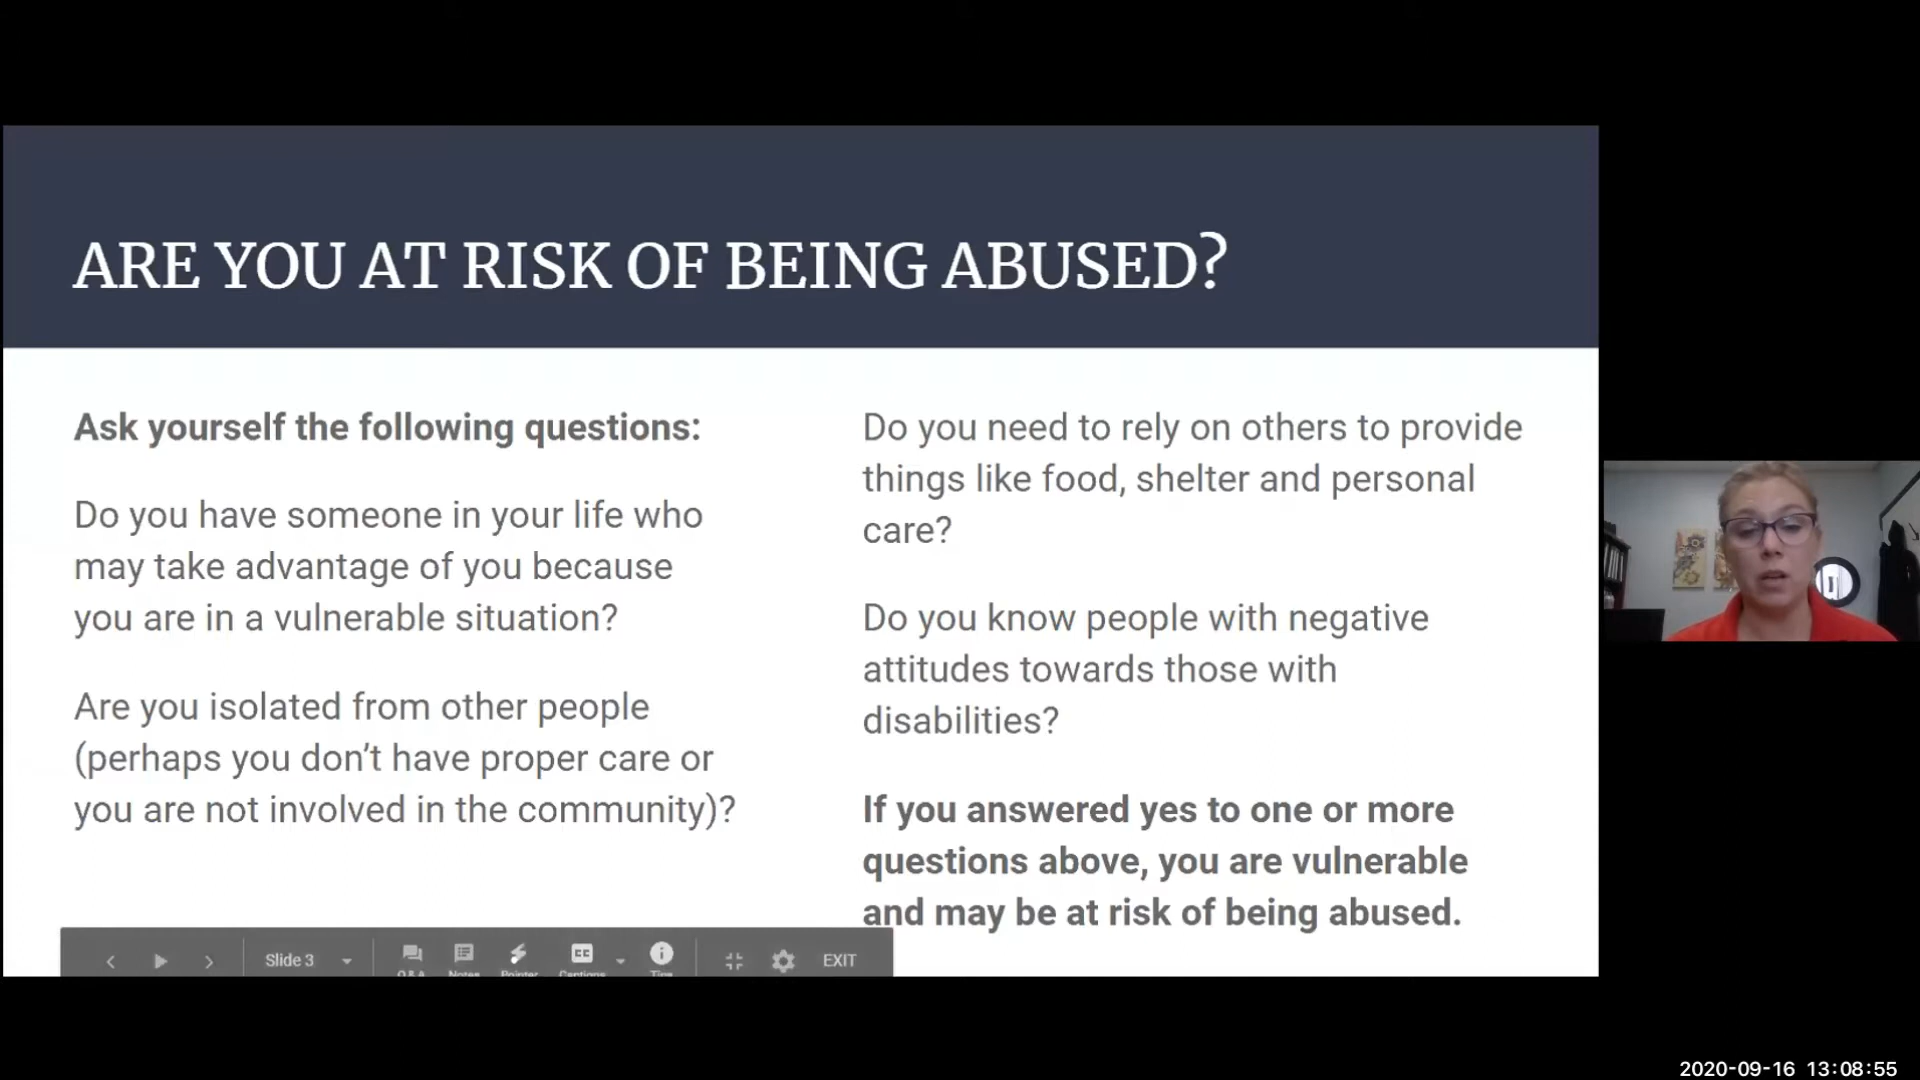 ARE YOU AT RISK OF BEING ABUSED?
Ask yourself the following questions:
Do you have someone in your life who
may take advantage of you because
you are in a vulnerable situation?
Are you isolated from other people
(perhaps you don’t have proper care or
you are not involved in the community)?
Do you need to rely on others to provide
things like food, shelter and personal
care?
Do you know people with negative
attitudes towards those with
disabilities?
If you answered yes to one or more
questions above, you are vulnerable
and may be at risk of being abused.
Slide 3
Q&A Notes Pointer Captions
EXIT
2020-09-16 13:08:55